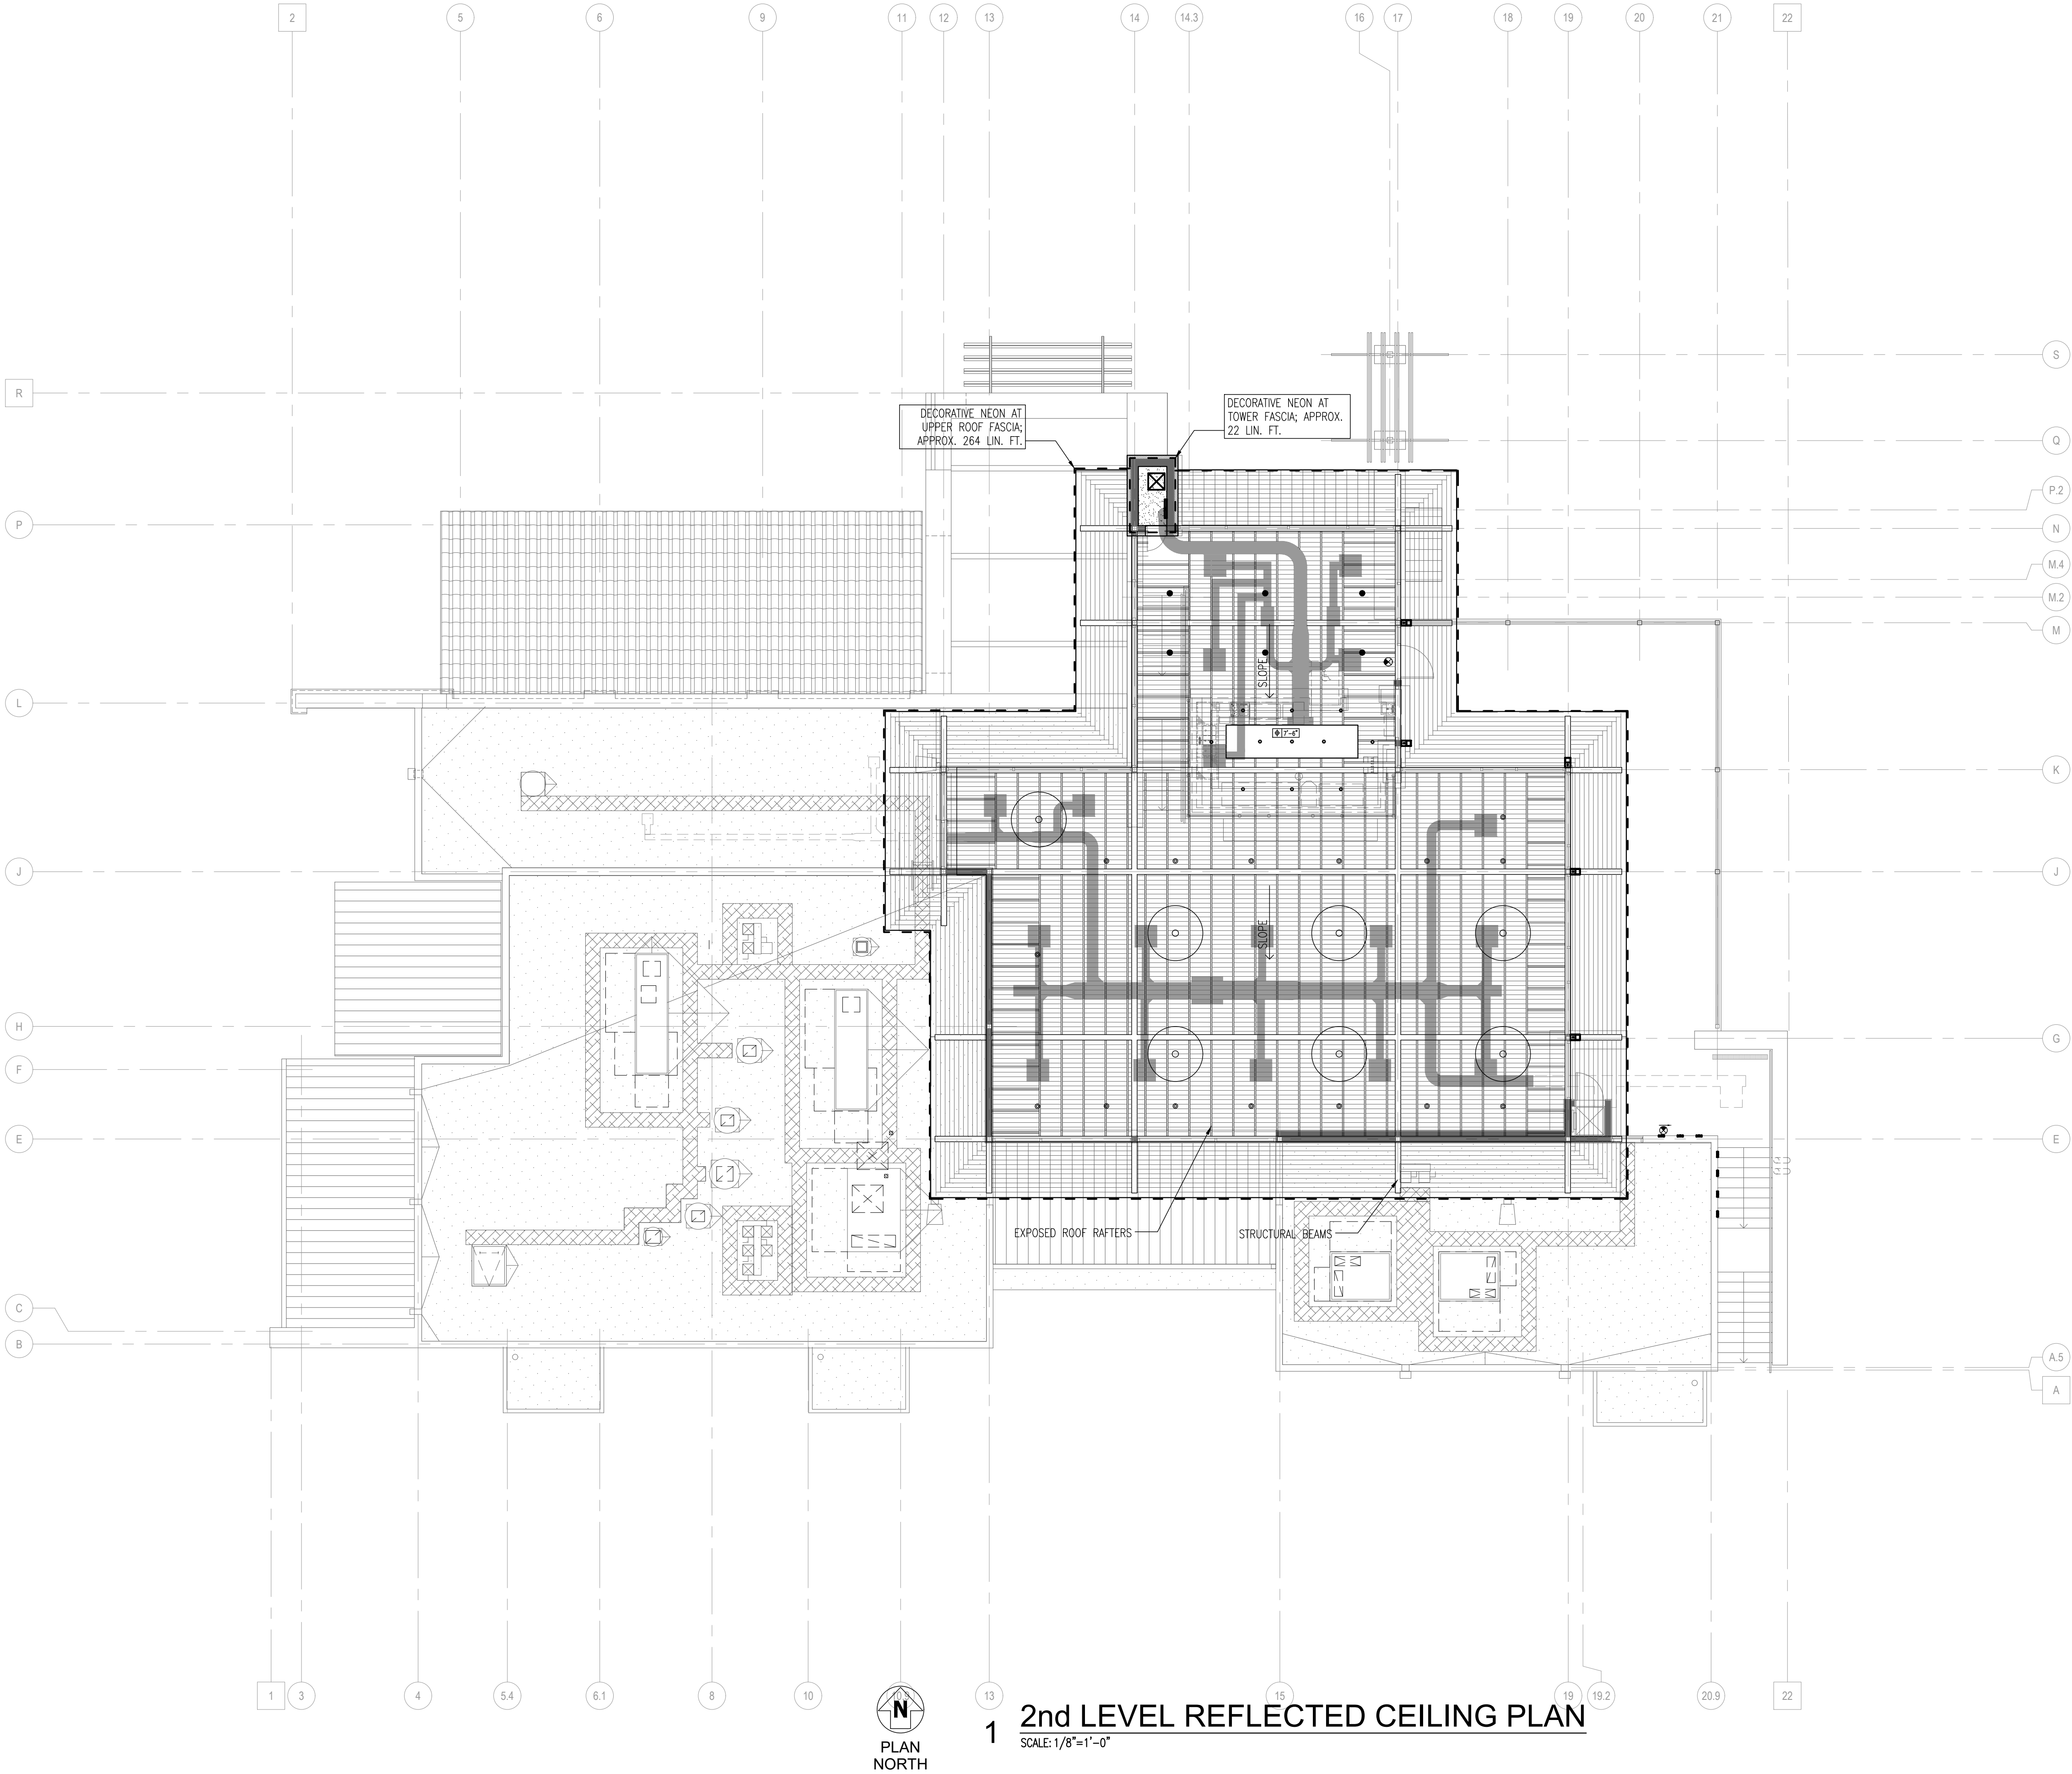 2
5
6
9
11
12
13
14
14.3
16
17
18
19
20
21
22
S
R
DECORATIVE NEON AT
UPPER ROOF FASCIA;
APPROX. 264 LIN. FT.
DECORATIVE NEON AT
TOWER FASCIA; APPROX.
22 LIN. FT.
Q
P.2
P
N
M.4
M.2
M
SLOPE
L
7'-6"
K
J
J
SLOPE
H
G
F
E
E
EXPOSED ROOF RAFTERS
STRUCTURAL BEAMS
C
B
A.5
A
1
3
4
5.4
6.1
8
10
10.9
13
15
19
19.2
20.9
22
N
PLAN
NORTH
1
2nd LEVEL REFLECTED CEILING PLAN
SCALE: 1/8"=1'-0"